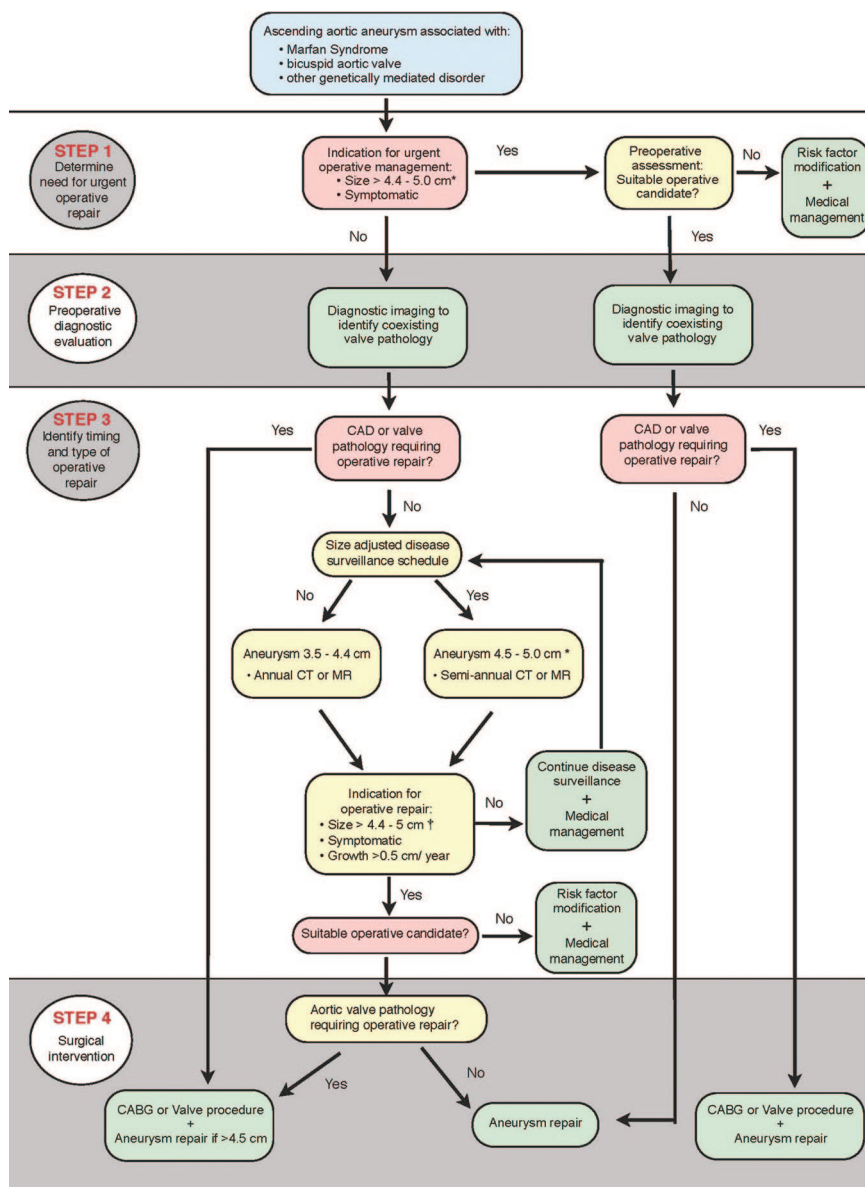 Ascending aortic aneurysm associated with:
• Marfan Syndrome
• bicuspid aortic valve
• other genetically mediated disorder
STEP 1
Determine need for urgent
operative repair
Indication for urgent
operative management:
• Size > 4.4 - 5.0 cm*
• Symptomatic
Yes
Preoperative
assessment:
Suitable operative
candidate?
No
Risk factor
modification
+
Medical
management
No
Yes
STEP 2
Preoperative
diagnostic
evaluation
Diagnostic imaging to
identify coexisting
valve pathology
Diagnostic imaging to
identify coexisting
valve pathology
STEP 3
Identify timing
and type of
operative
repair
Yes
CAD or valve
pathology requiring
operative repair?
CAD or valve
pathology requiring
operative repair?
Yes
No
No
Size adjusted disease
surveillance schedule
No
Yes
Aneurysm 3.5 - 4.4 cm
• Annual CT or MR
Aneurysm 4.5 - 5.0 cm *
• Semi-annual CT or MR
Indication for
operative repair:
• Size > 4.4 - 5 cm †
• Symptomatic
• Growth >0.5 cm/ year
No
Continue disease
surveillance
+
Medical
management
Yes
Suitable operative candidate?
No
Risk factor
modification
+
Medical
management
STEP 4
Surgical
intervention
Aortic valve pathology
requiring operative repair?
Yes
No
CABG or Valve procedure
+
Aneurysm repair if >4.5 cm
Aneurysm repair
CABG or Valve procedure
+
Aneurysm repair